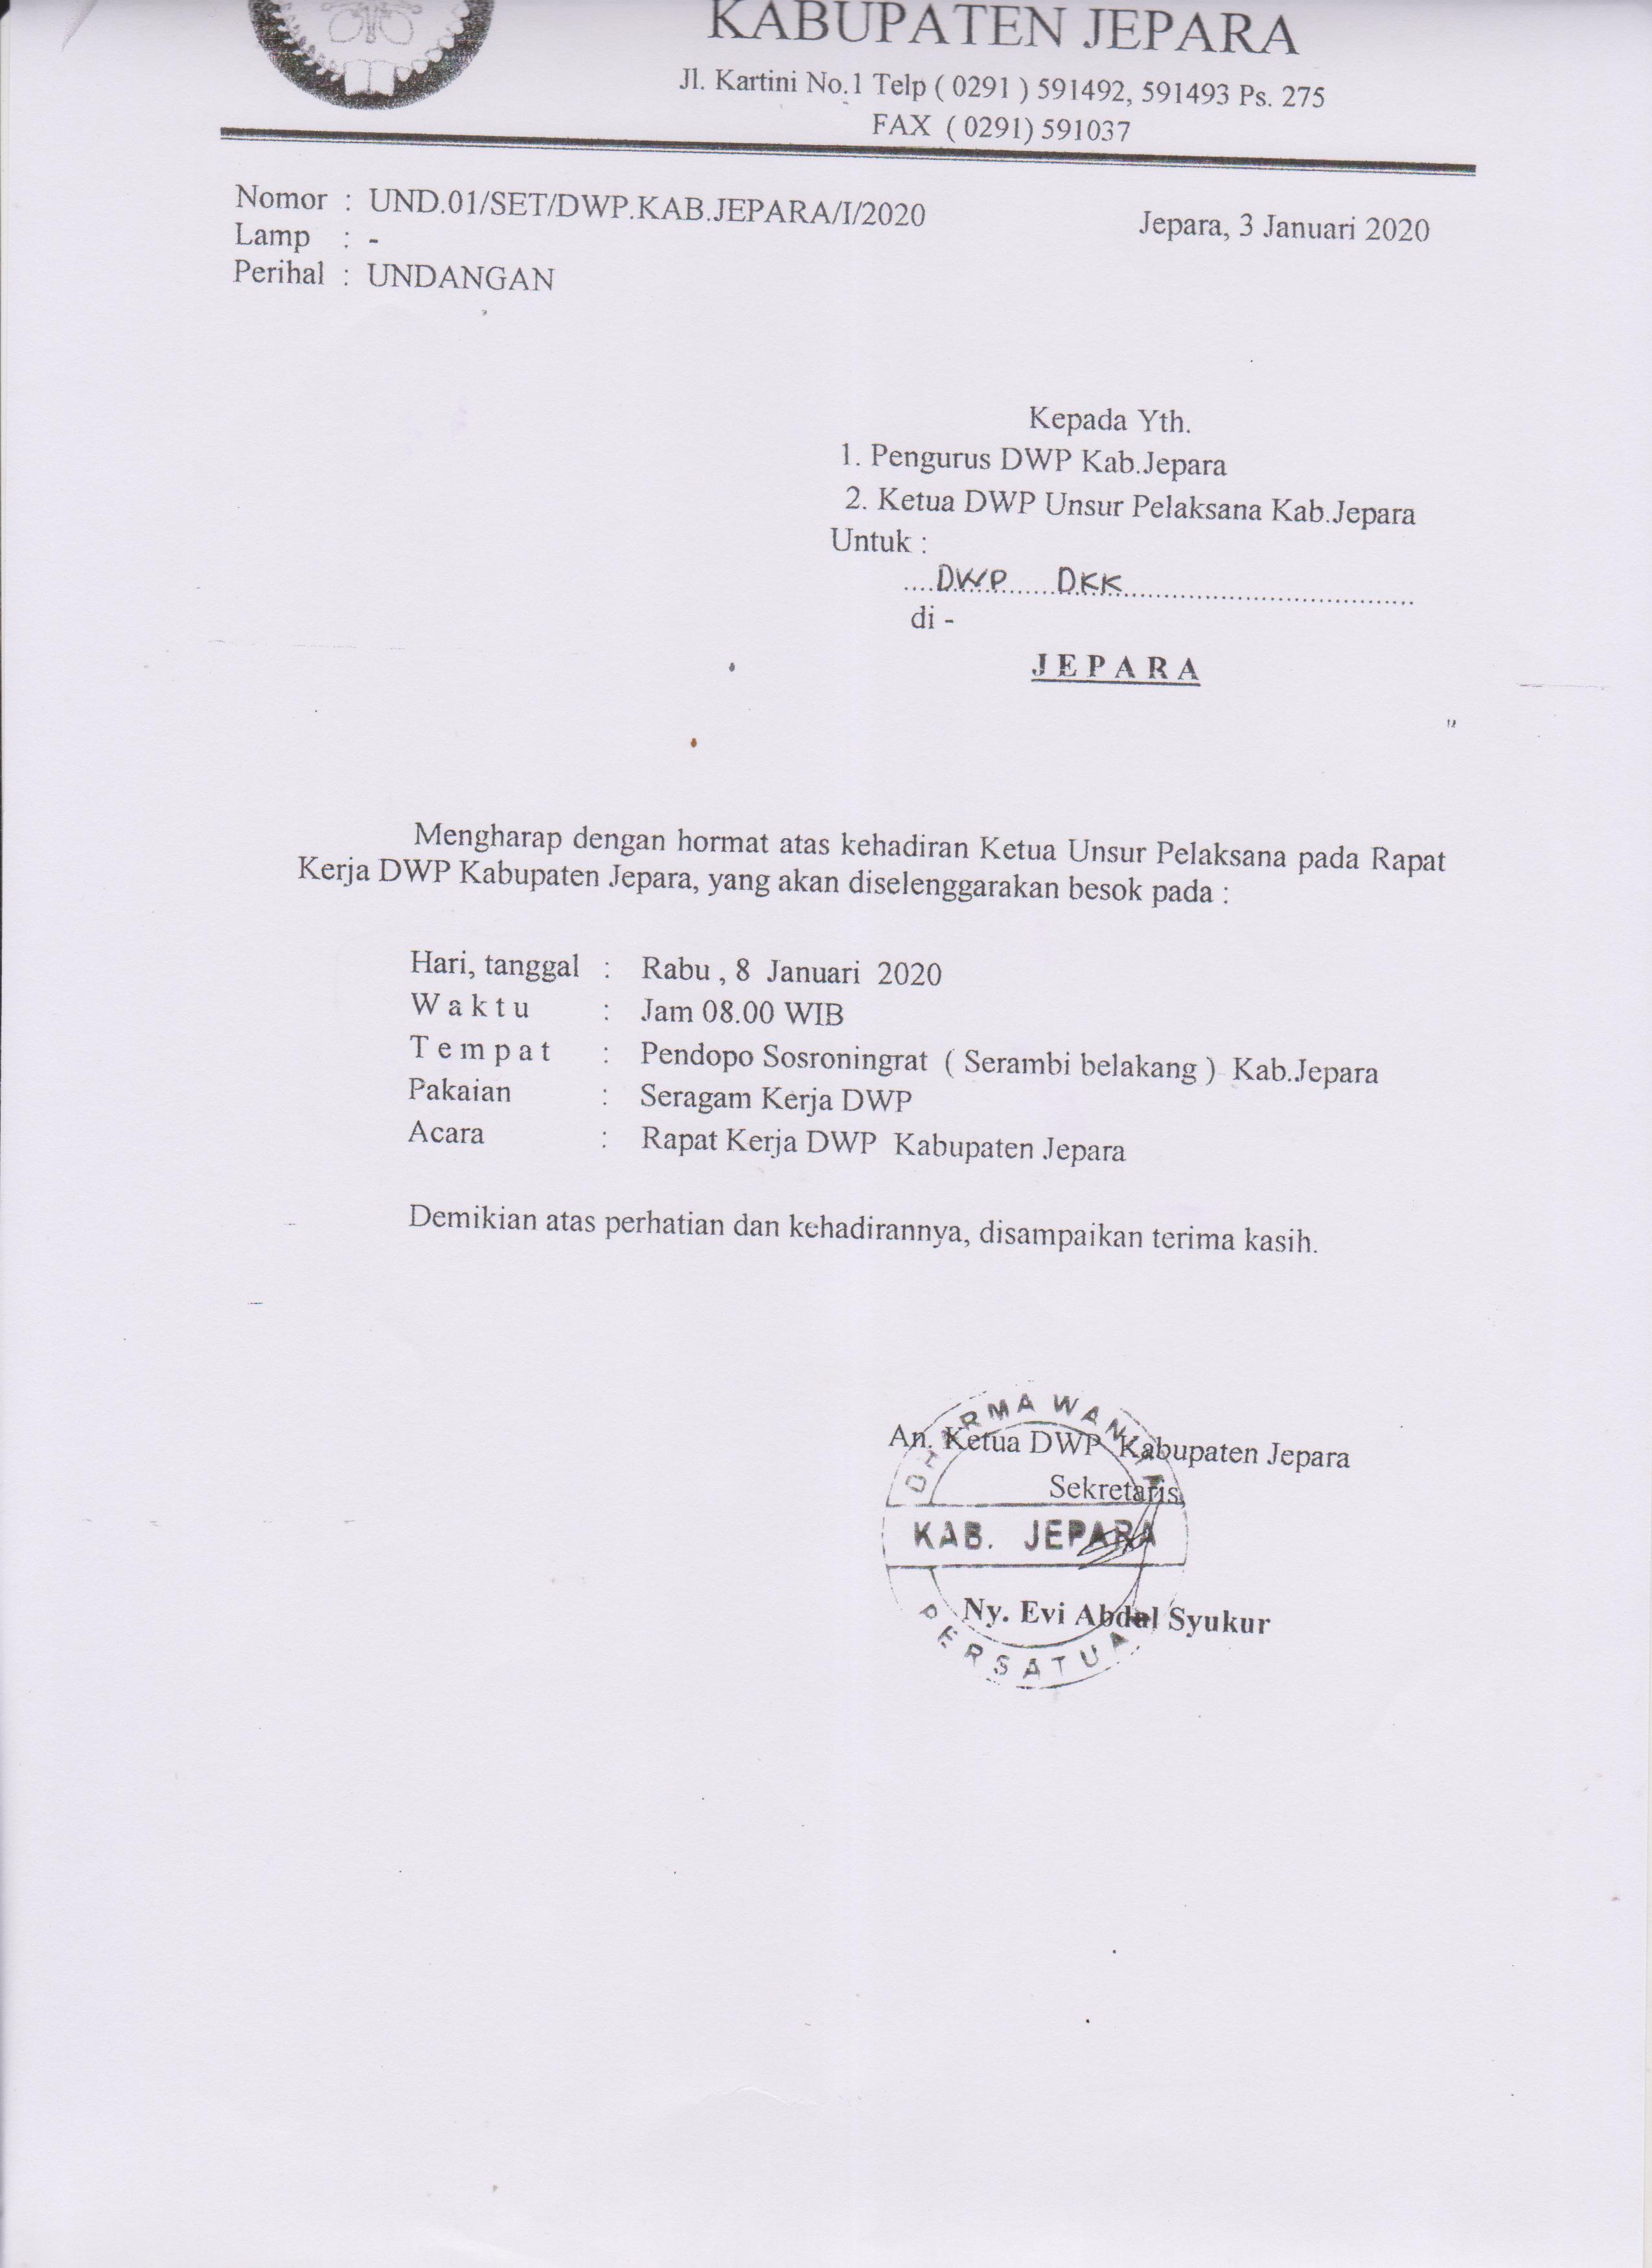 KABUPATEN JEPARA
Jl. Kartini No.1 Telp ( 0291 ) 591492, 591493 Ps. 275
FAX ( 0291) 591037
Nomor : UND.01/SET/DWP.KAB.JEPARA/I/2020
Jepara, 3 Januari 2020
Lamp : -
Perihal : UNDANGAN
Kepada Yth.
1. Pengurus DWP Kab.Jepara
2. Ketua DWP Unsur Pelaksana Kab.Jepara
Untuk :
....DWP......DKK..........................................
di -
J E P A R A
Mengharap dengan hormat atas kehadiran Ketua Unsur Pelaksana pada Rapat
Kerja DWP Kabupaten Jepara, yang akan diselenggarakan besok pada :
Hari, tanggal : Rabu , 8 Januari 2020
W a k t u : Jam 08.00 WIB
T e m p a t : Pendopo Sosroningrat ( Serambi belakang ) Kab.Jepara
Pakaian : Seragam Kerja DWP
Acara : Rapat Kerja DWP Kabupaten Jepara
Demikian atas perhatian dan kehadirannya, disampaikan terima kasih.
DHARMA WANITA
An. Ketua DWP Kabupaten Jepara
Sekretaris
KAB. JEPARA
Ny. Evi Abdul Syukur
PERSATUAN